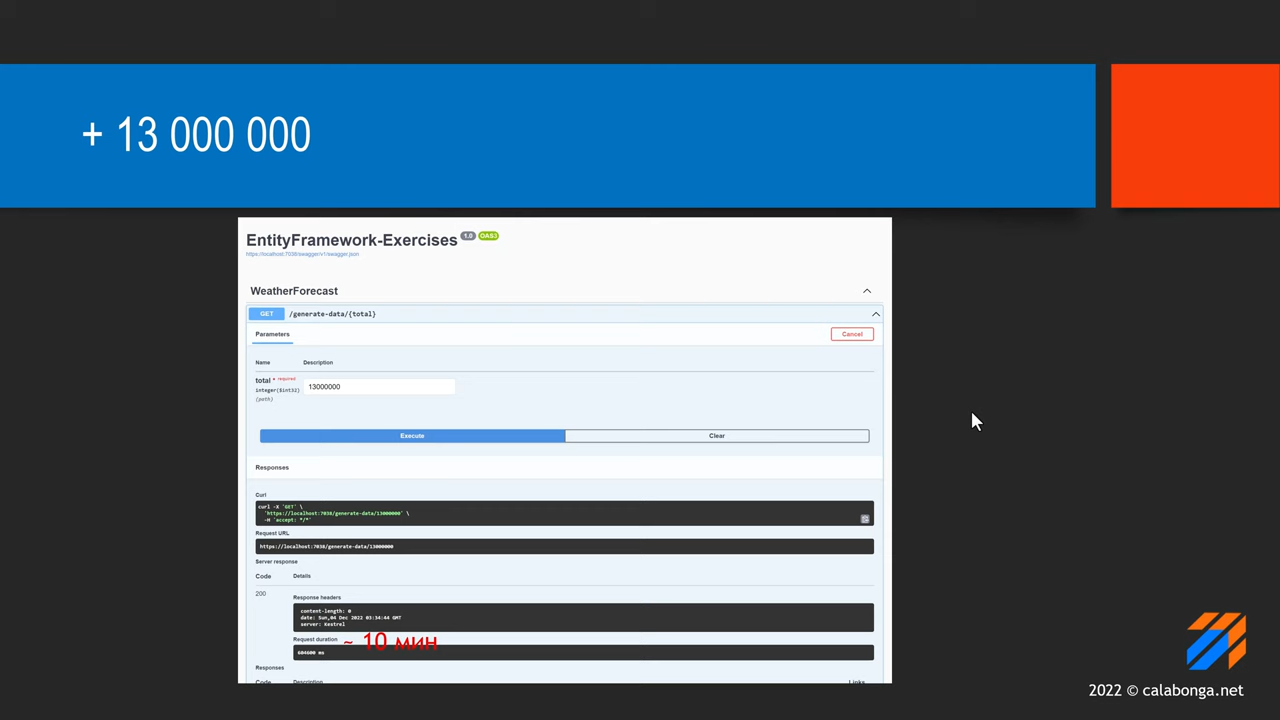 + 13 000 000
EntityFramework-Exercises 1.0 OAS3
https://localhost:7038/swagger/v1/swagger.json
WeatherForecast
GET /generate-data/{total}
Parameters
Cancel
Name Description
total * required
integer($int32)
(path)
13000000
Execute Clear
Responses
Curl
curl -X 'GET' \
'https://localhost:7038/generate-data/13000000' \
-H 'accept: */*'
Request URL
https://localhost:7038/generate-data/13000000
Server response
Code Details
200
Response headers
content-length: 0
date: Sun,04 Dec 2022 03:34:44 GMT
server: Kestrel
Request duration ~ 10 мин
604600 ms
Responses
Code Description Links
2022 © calabonga.net